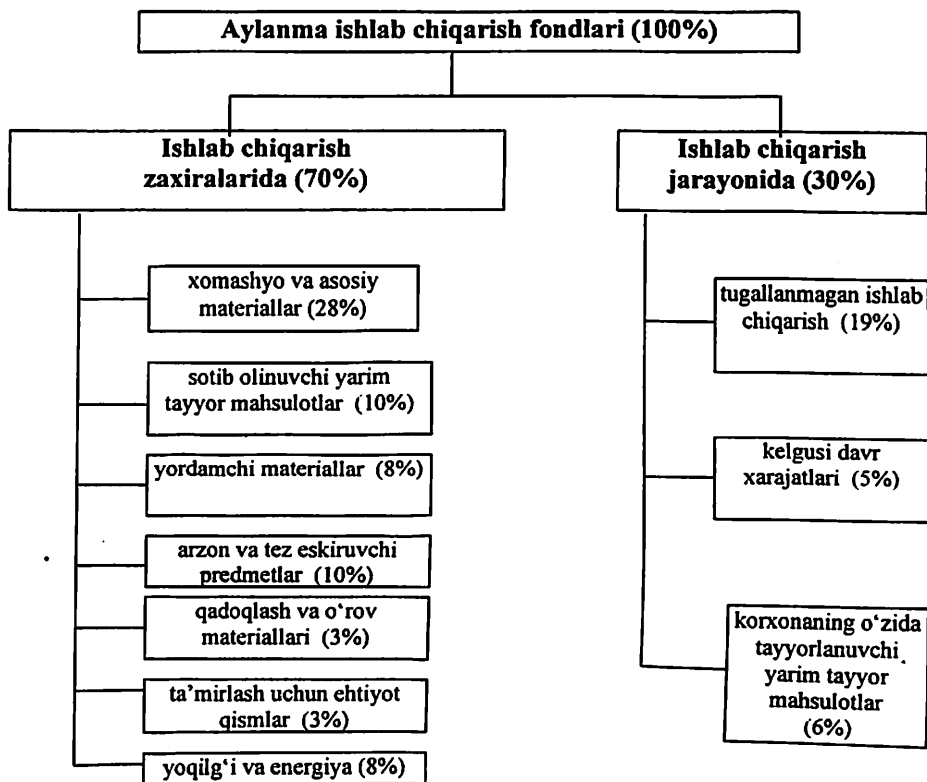 Aylanma ishlab chiqarish fondlari (100%)
Ishlab chiqarish
zaxiralarida (70%)
xomashyo va asosiy
materiallar (28%)
sotib olinuvchi yarim
tayyor mahsulotlar (10%)
yordamchi materiallar (8%)
arzon va tez eskiruvchi
predmetlar (10%)
qadoqlash va o‘rov
materiallari (3%)
ta’mirlash uchun ehtiyot
qismlar (3%)
yoqilg‘i va energiya (8%)
Ishlab chiqarish
jarayonida (30%)
tugallanmagan ishlab
chiqarish (19%)
kelgusi davr
xarajatlari (5%)
korxonaning o‘zida
tayyorlanuvchi
yarim tayyor
mahsulotlar
(6%)